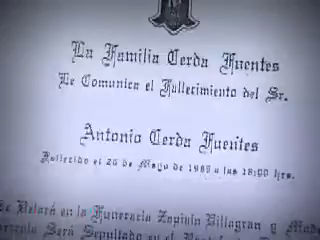 La Familia Cerda Fuentes
Le Comunica el Fallecimiento del Sr.
Antonio Cerda Fuentes
Fallecido el 26 de Mayo de 1989 a las 18:00 hrs.
Se Velará en la Funeraria Zapiola Villagran y
Será Sepultado en el